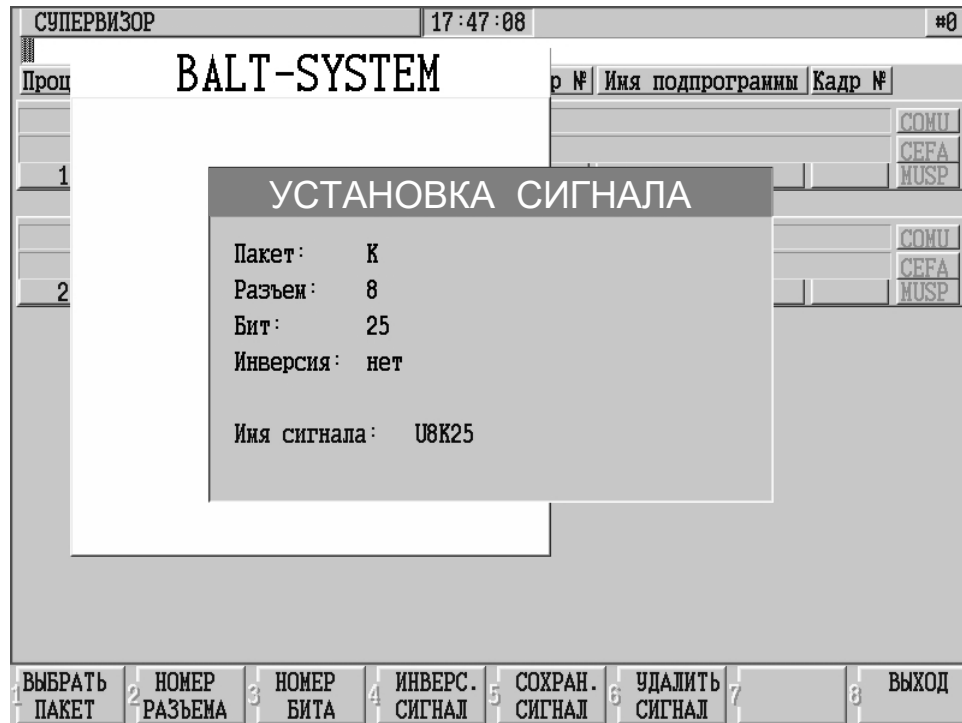 СУПЕРВИЗОР 17:47:08 #0
BALT-SYSTEM
№ Имя подпрограммы Кадр №
COMU
CEFA
1 MUSP
УСТАНОВКА СИГНАЛА
COMU
Пакет: K
CEFA
Разъем: 8
2 MUSP
Бит: 25
Инверсия: нет
Имя сигнала: U8K25
1 ВЫБРАТЬ ПАКЕТ
2 НОМЕР РАЗЪЕМА
3 НОМЕР БИТА
4 ИНВЕРС. СИГНАЛ
5 СОХРАН. СИГНАЛ
6 УДАЛИТЬ СИГНАЛ
7
8 ВЫХОД